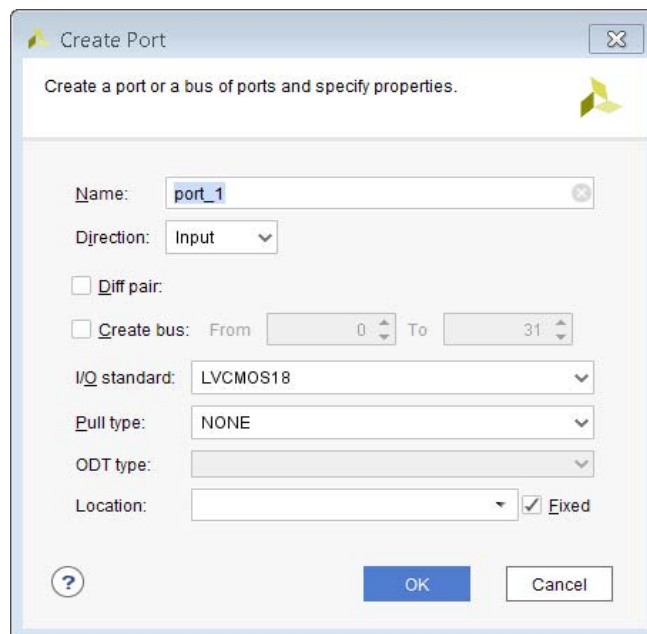 Create Port
Create a port or a bus of ports and specify properties.
Name: port_1
Direction: Input
Diff pair:
Create bus: From 0 To 31
I/O standard: LVCMOS18
Pull type: NONE
ODT type:
Location: Fixed
? OK Cancel